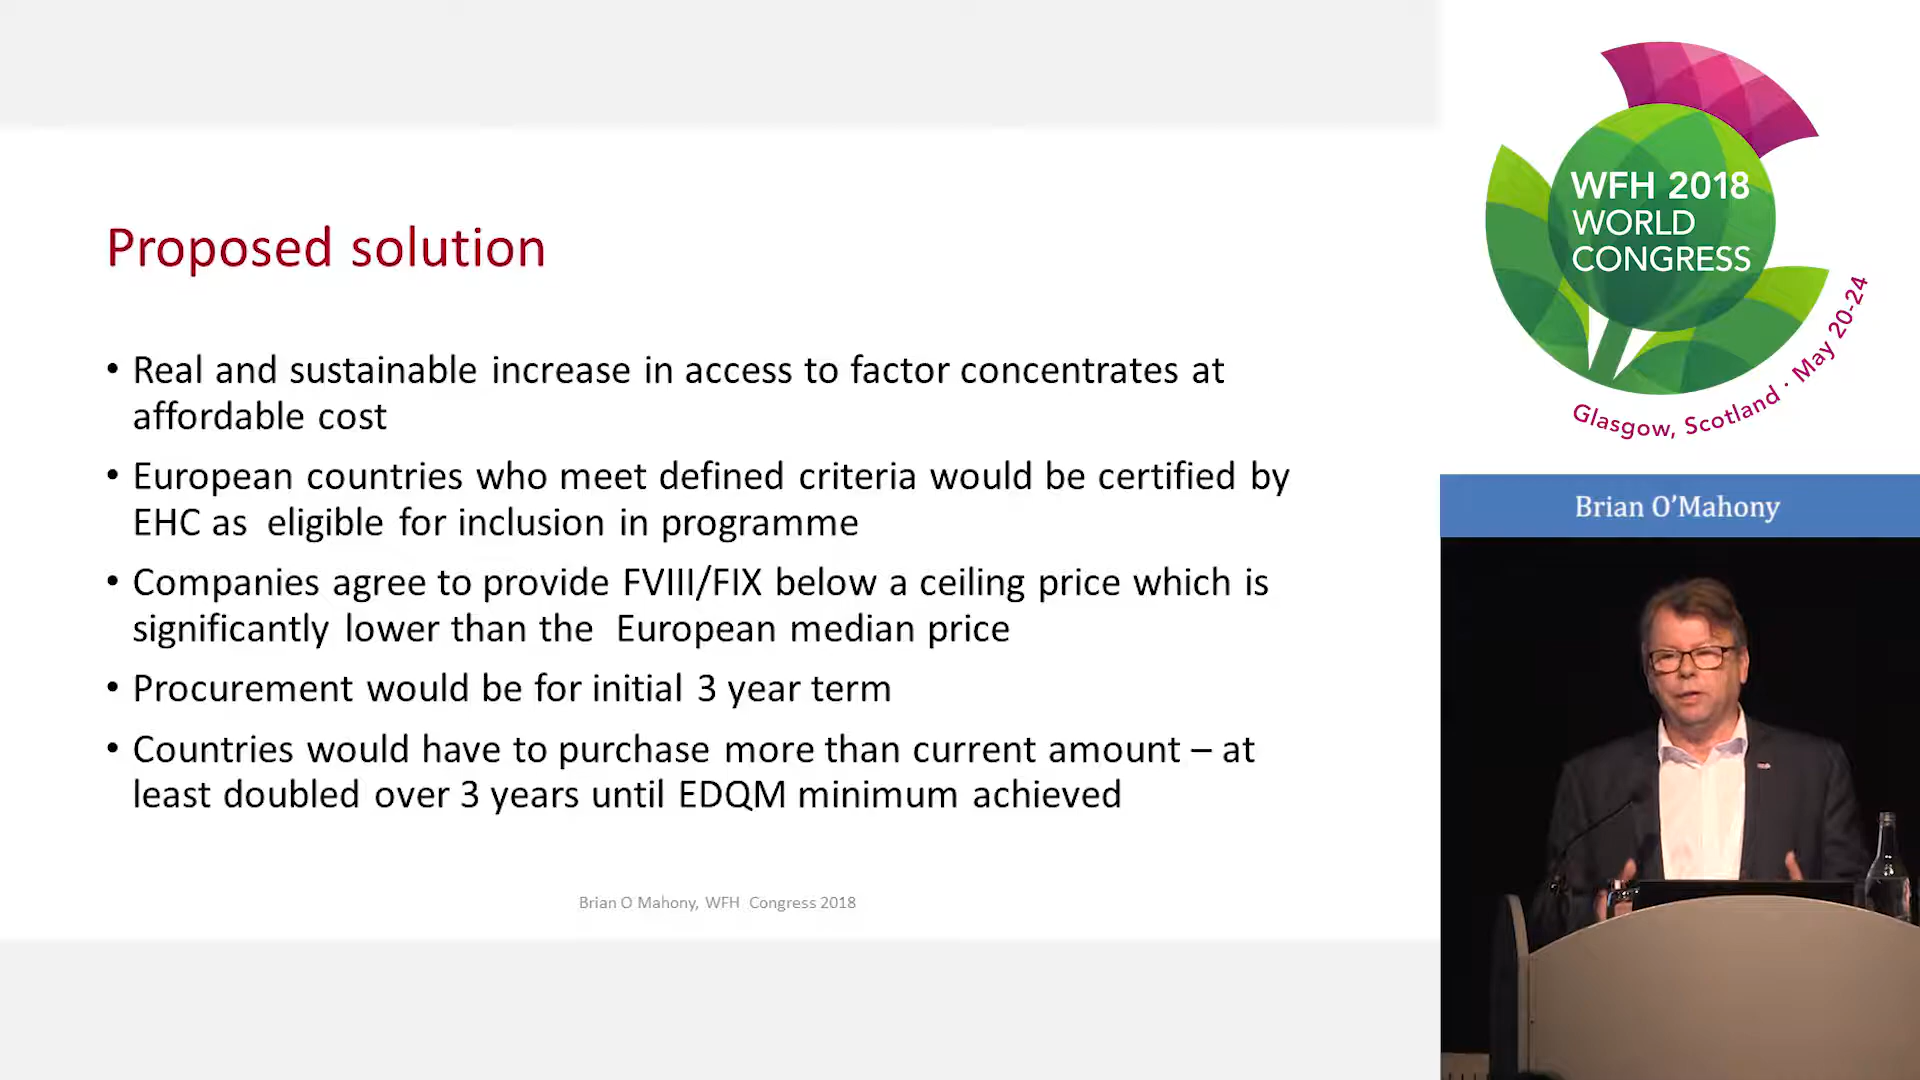 Proposed solution
• Real and sustainable increase in access to factor concentrates at
affordable cost
• European countries who meet defined criteria would be certified by
EHC as eligible for inclusion in programme
• Companies agree to provide FVIII/FIX below a ceiling price which is
significantly lower than the European median price
• Procurement would be for initial 3 year term
• Countries would have to purchase more than current amount – at
least doubled over 3 years until EDQM minimum achieved
Brian O Mahony, WFH Congress 2018
WFH 2018
WORLD
CONGRESS
Glasgow, Scotland · May 20-24
Brian O’Mahony